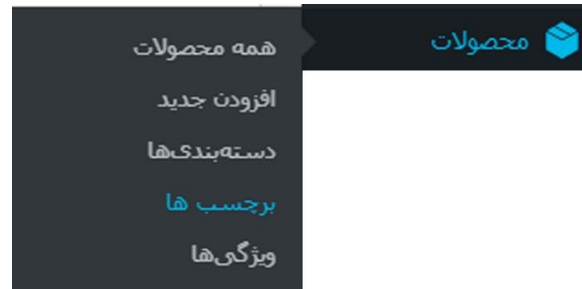 محصولات
همه محصولات
افزودن جدید
دسته‌بندی‌ها
برچسب ها
ویژگی‌ها